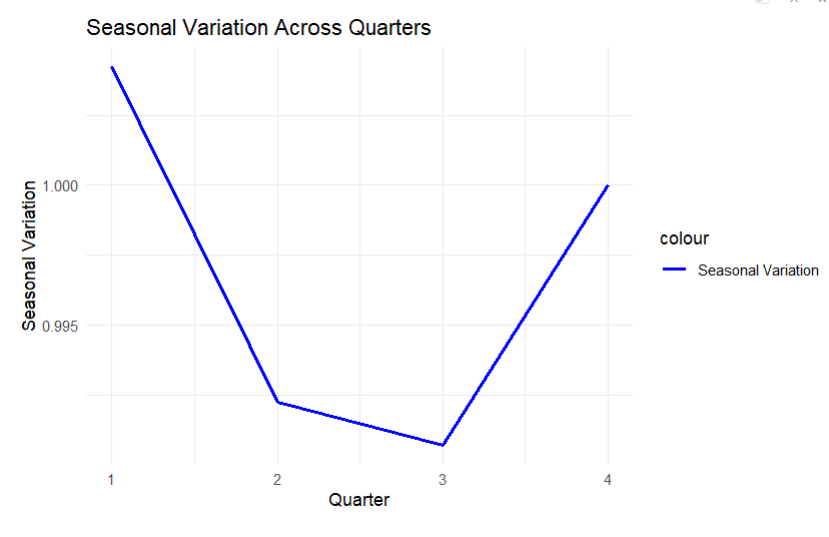 Seasonal Variation Across Quarters
Seasonal Variation
1.000
0.995
1
2
3
4
Quarter
colour
Seasonal Variation